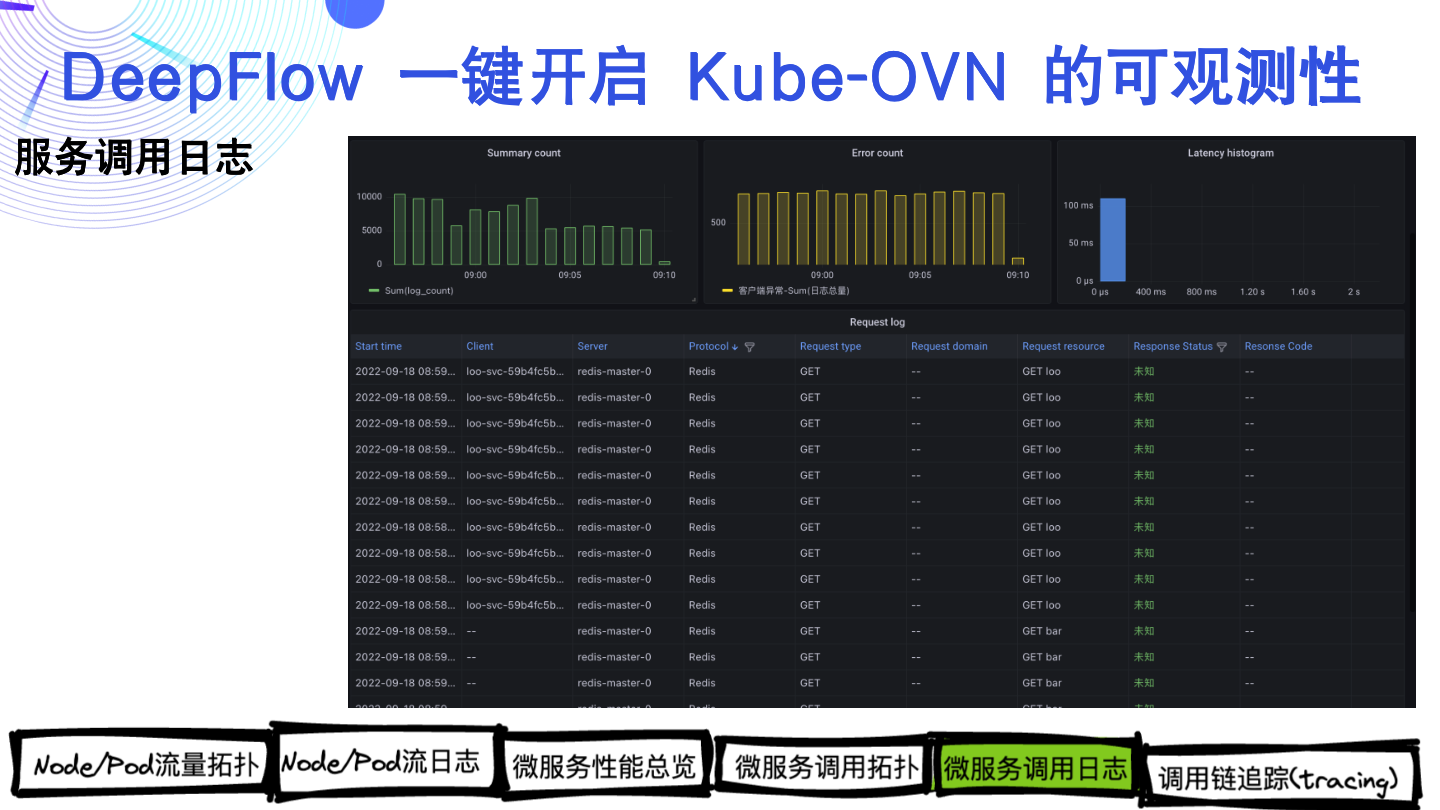 DeepFlow 一键开启 Kube-OVN 的可观测性
服务调用日志
Summary count
10000
5000
0
09:00 09:05 09:10
Sum(log_count)
Error count
500
09:00 09:05 09:10
客户端异常-Sum(日志总量)
Latency histogram
100 ms
50 ms
0 µs
0 µs 400 ms 800 ms 1.20 s 1.60 s 2 s
Request log
Start time Client Server Protocol Request type Request domain Request resource Response Status Resonse Code
2022-09-18 08:59... loo-svc-59b4fc5b... redis-master-0 Redis GET -- GET loo 未知 --
2022-09-18 08:59... loo-svc-59b4fc5b... redis-master-0 Redis GET -- GET loo 未知 --
2022-09-18 08:59... loo-svc-59b4fc5b... redis-master-0 Redis GET -- GET loo 未知 --
2022-09-18 08:59... loo-svc-59b4fc5b... redis-master-0 Redis GET -- GET loo 未知 --
2022-09-18 08:59... loo-svc-59b4fc5b... redis-master-0 Redis GET -- GET loo 未知 --
2022-09-18 08:59... loo-svc-59b4fc5b... redis-master-0 Redis GET -- GET loo 未知 --
2022-09-18 08:58... loo-svc-59b4fc5b... redis-master-0 Redis GET -- GET loo 未知 --
2022-09-18 08:58... loo-svc-59b4fc5b... redis-master-0 Redis GET -- GET loo 未知 --
2022-09-18 08:58... loo-svc-59b4fc5b... redis-master-0 Redis GET -- GET loo 未知 --
2022-09-18 08:58... loo-svc-59b4fc5b... redis-master-0 Redis GET -- GET loo 未知 --
2022-09-18 08:59... -- redis-master-0 Redis GET -- GET bar 未知 --
2022-09-18 08:59... -- redis-master-0 Redis GET -- GET bar 未知 --
2022-09-18 08:59... -- redis-master-0 Redis GET -- GET bar 未知 --
Node/Pod流量拓扑 Node/Pod流日志 微服务性能总览 微服务调用拓扑 微服务调用日志 调用链追踪(tracing)